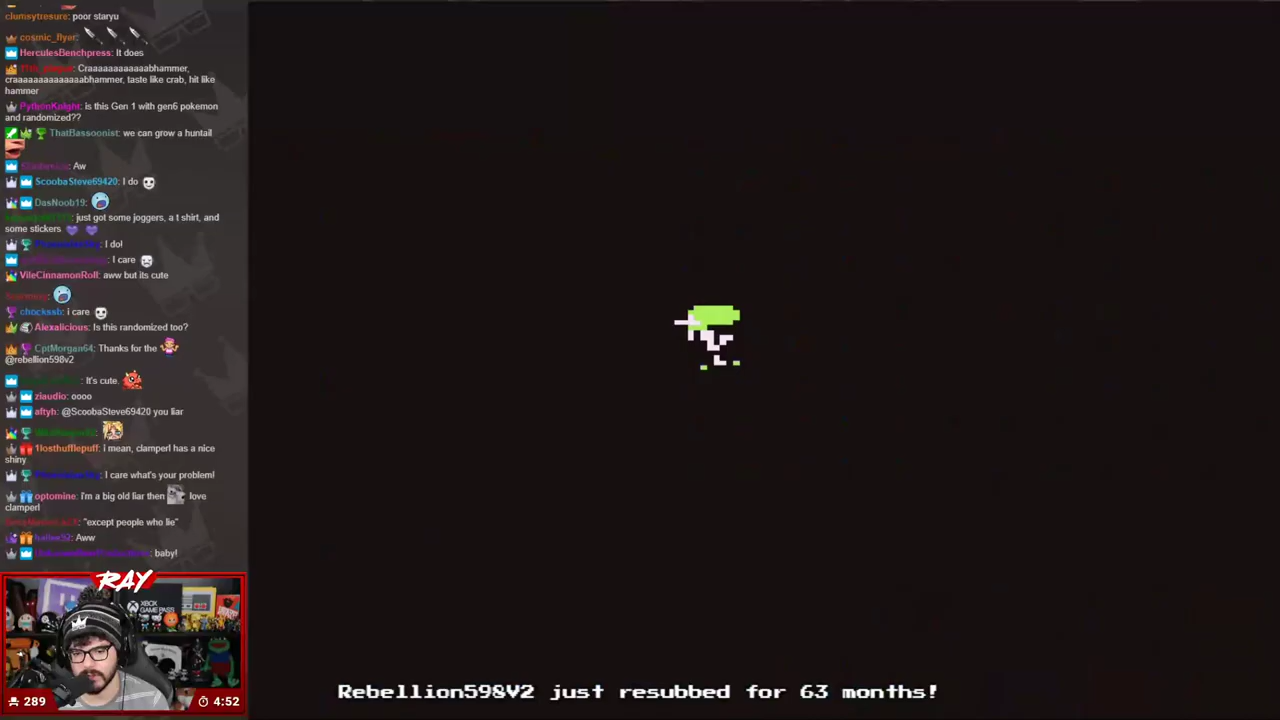 clumsytresure: poor staryu
cosmic_flyer:
HerculesBenchpress: It does
Craaaaaaaaaaabhammer,
craaaaaaaaaaaaabhammer, taste like crab, hit like
hammer
PythonKnight: is this Gen 1 with gen6 pokemon
and randomized??
ThatBassoonist: we can grow a huntail
Aw
ScoobaSteve69420: I do
DasNoob19:
just got some joggers, a t shirt, and
some stickers
I do!
I care
VileCinnamonRoll: aww but its cute
chockssb: i care
Alexalicious: Is this randomized too?
CptMorgan64: Thanks for the
@rebellion598v2
It's cute.
ziaudio: oooo
aftyb: @ScoobaSteve69420 you liar
1losthufflepuff: i mean, clamperl has a nice
shiny
I care what's your problem!
optomine: i'm a big old liar then love
clamperl
"except people who lie"
Aww
baby!
RAY
XBOX
GAME PASS
289
4:52
Rebellion598V2 just resubbed for 63 months!